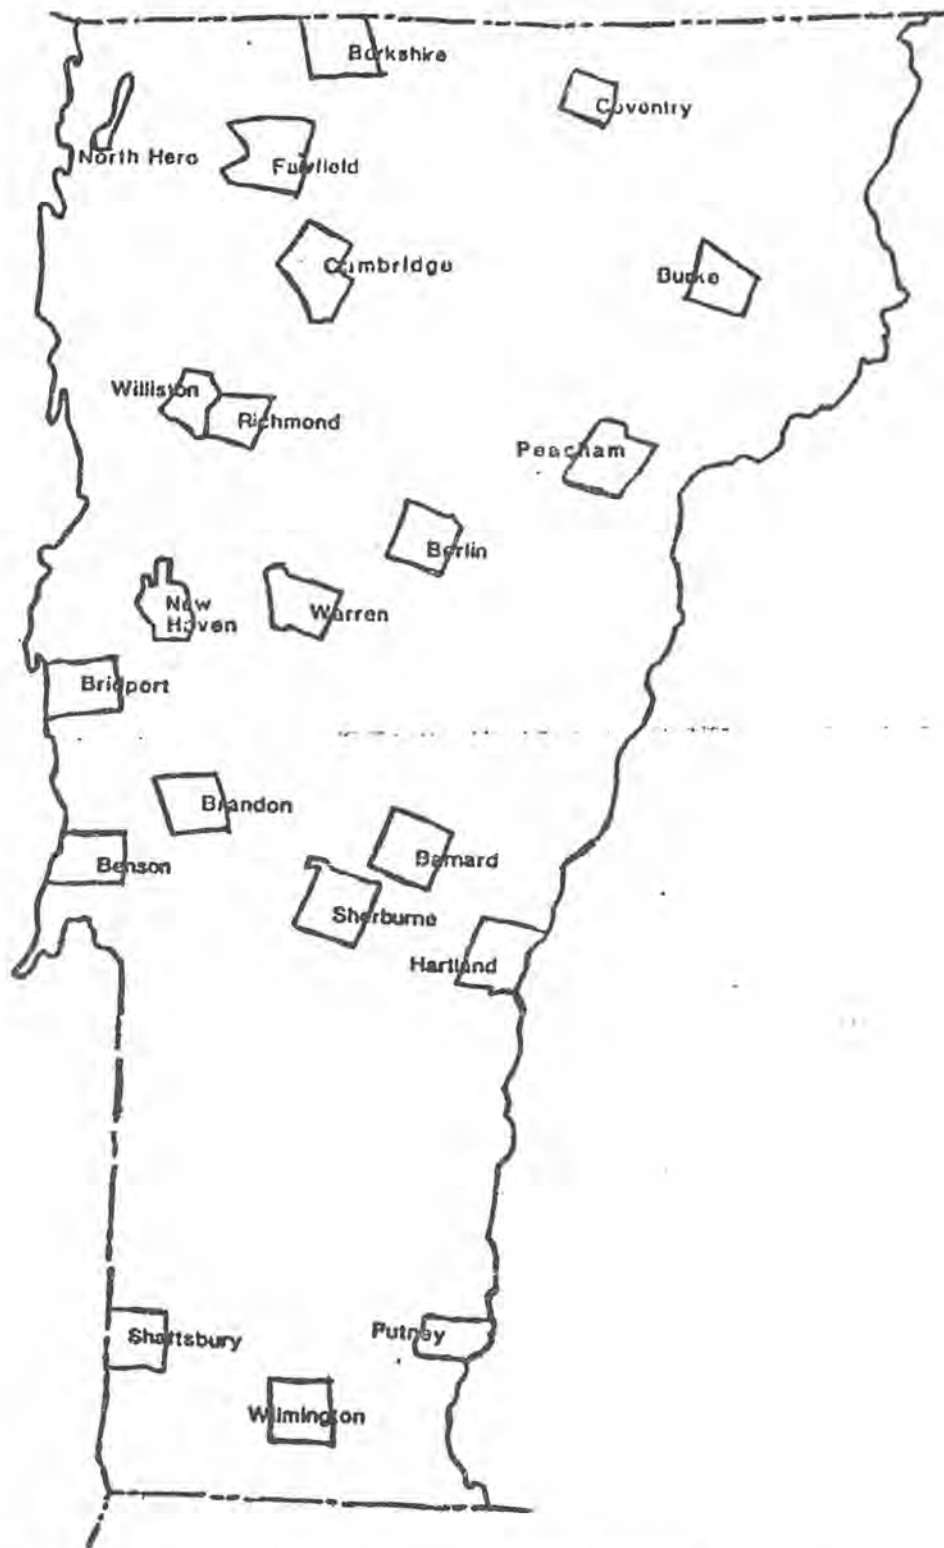 Berkshire
Coventry
North Hero
Fairfield
Cambridge
Burke
Williston
Richmond
Peacham
Berlin
New
Haven
Warren
Bridport
Brandon
Benson
Barnard
Sherburne
Hartland
Shaftsbury
Putney
Wilmington